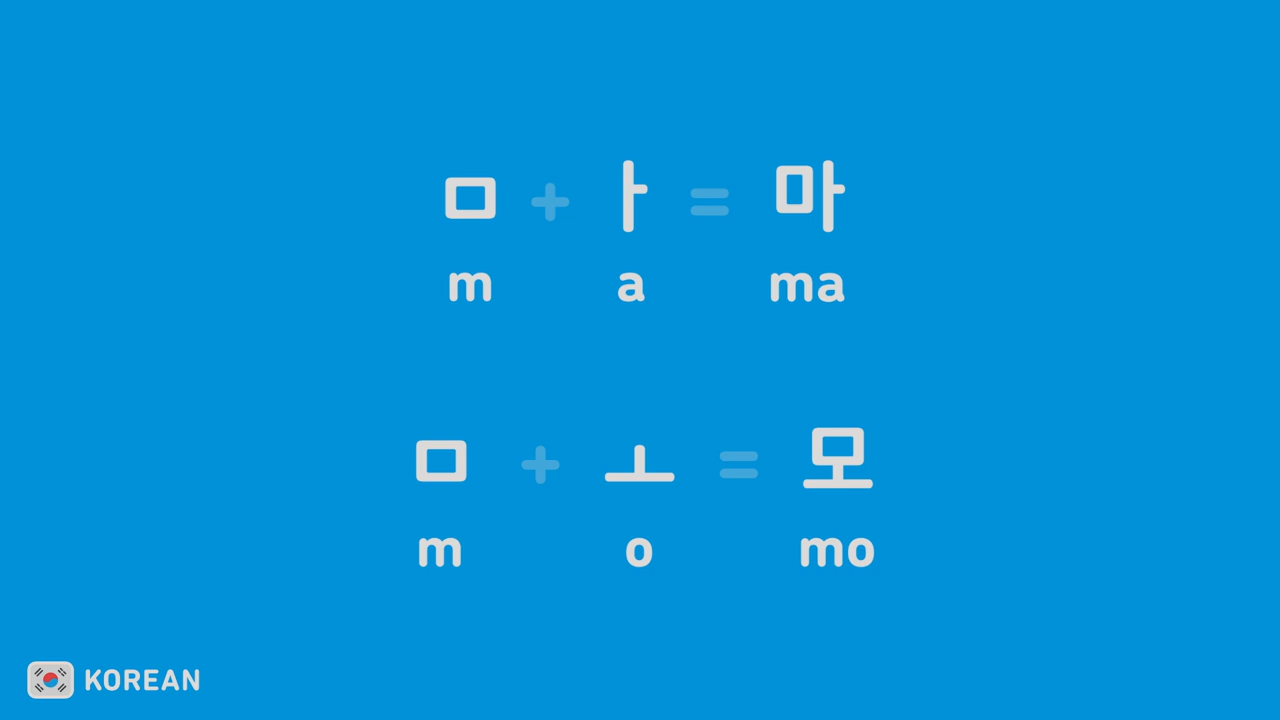 ㅁ + ㅏ = 마
m a ma
ㅁ + ㅗ = 모
m o mo
KOREAN